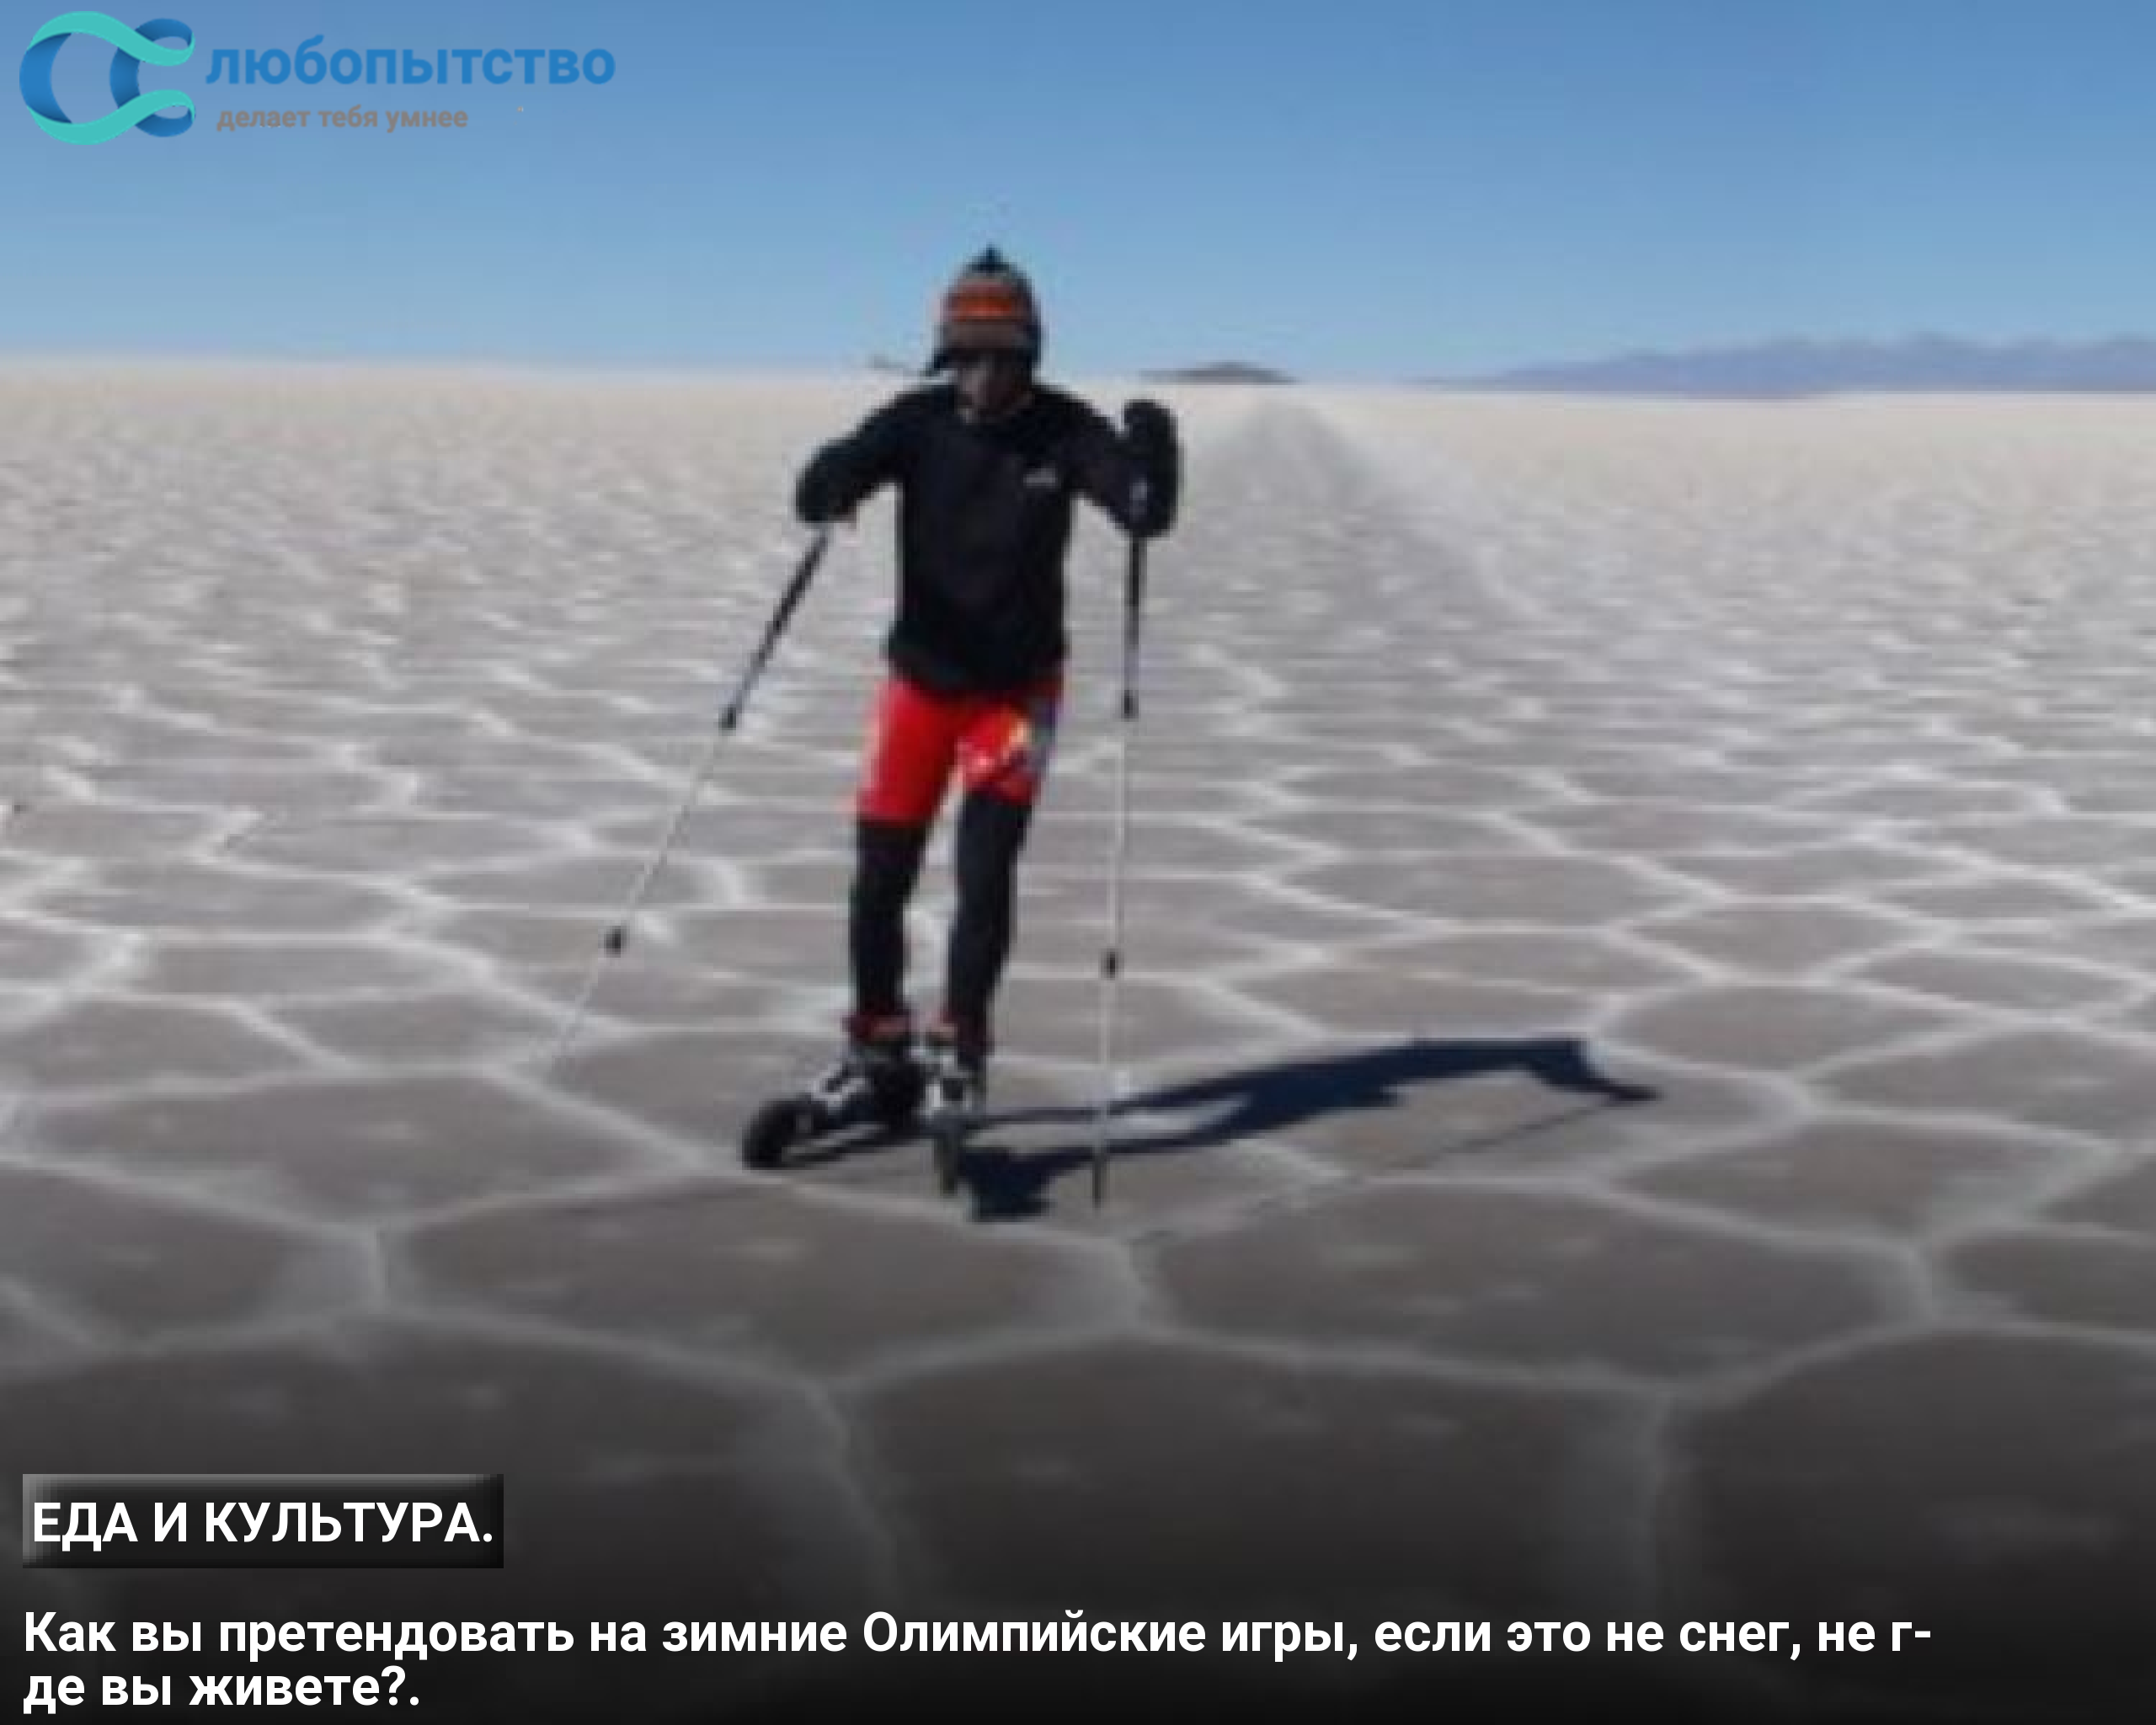 любопытство
делает тебя умнее
ЕДА И КУЛЬТУРА.
Как вы претендовать на зимние Олимпийские игры, если это не снег, не г-
де вы живете?.